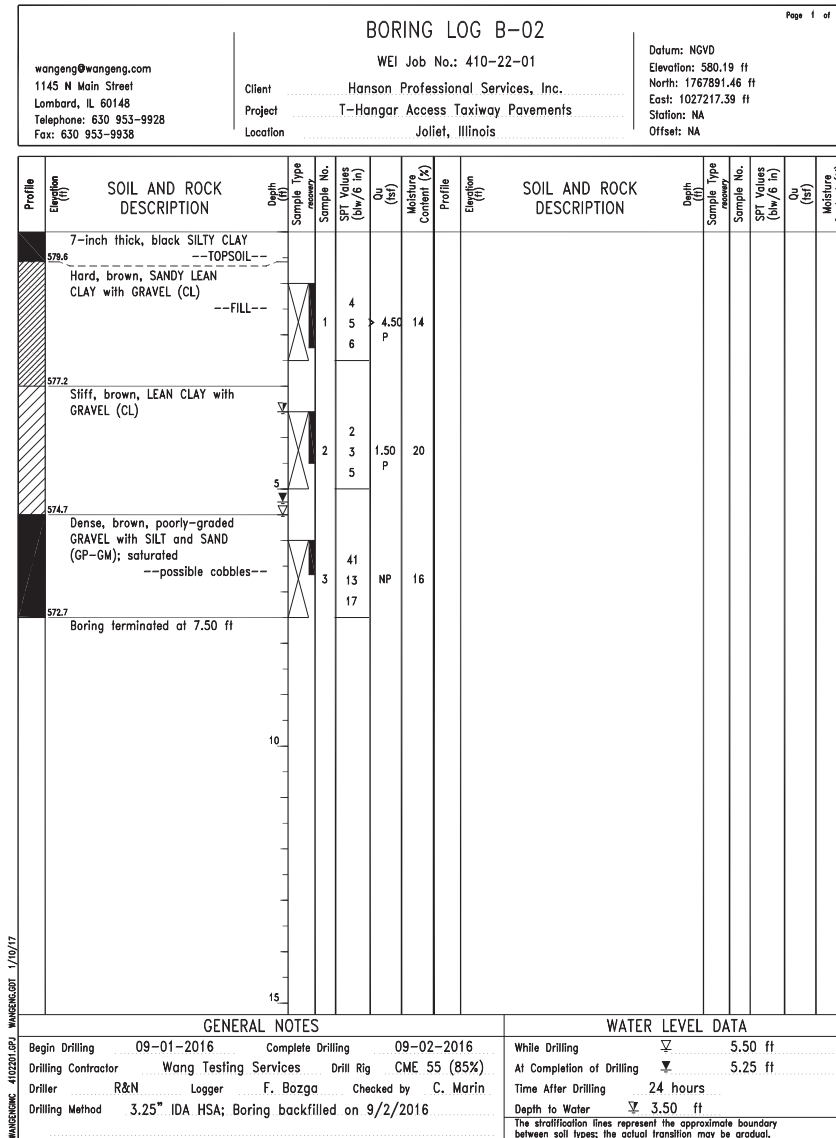 Page 1 of
BORING LOG B-02
WEI Job No.: 410-22-01
wangeng@wangeng.com
1145 N Main Street
Lombard, IL 60148
Telephone: 630 953-9928
Fax: 630 953-9938
Client Hanson Professional Services, Inc.
Project T-Hangar Access Taxiway Pavements
Location Joliet, Illinois
Datum: NGVD
Elevation: 580.19 ft
North: 1767891.46 ft
East: 1027217.39 ft
Station: NA
Offset: NA
Profile
Elevation (ft)
SOIL AND ROCK
DESCRIPTION
Depth (ft)
Sample Type
recovery
Sample No.
SPT Values (blw/6 in)
Qu (tsf)
Moisture Content (%)
Profile
Elevation (ft)
SOIL AND ROCK
DESCRIPTION
Depth (ft)
Sample Type
recovery
Sample No.
SPT Values (blw/6 in)
Qu (tsf)
Moisture
7-inch thick, black SILTY CLAY
579.6 --TOPSOIL--
Hard, brown, SANDY LEAN
CLAY with GRAVEL (CL)
--FILL--
4
1 5 > 4.50 14
6 P
577.2
Stiff, brown, LEAN CLAY with
GRAVEL (CL)
2
2 3 1.50 20
5 P
5
574.7
Dense, brown, poorly-graded
GRAVEL with SILT and SAND
(GP-GM); saturated
--possible cobbles--
41
3 13 NP 16
17
572.7
Boring terminated at 7.50 ft
10
15
WANGENGINC 4102201.GPJ WANGENG.GDT 1/10/17
GENERAL NOTES
Begin Drilling 09-01-2016 Complete Drilling 09-02-2016
Drilling Contractor Wang Testing Services Drill Rig CME 55 (85%)
Driller R&N Logger F. Bozga Checked by C. Marin
Drilling Method 3.25" IDA HSA; Boring backfilled on 9/2/2016
WATER LEVEL DATA
While Drilling 5.50 ft
At Completion of Drilling 5.25 ft
Time After Drilling 24 hours
Depth to Water 3.50 ft
The stratification lines represent the approximate boundary
between soil types; the actual transition may be gradual.